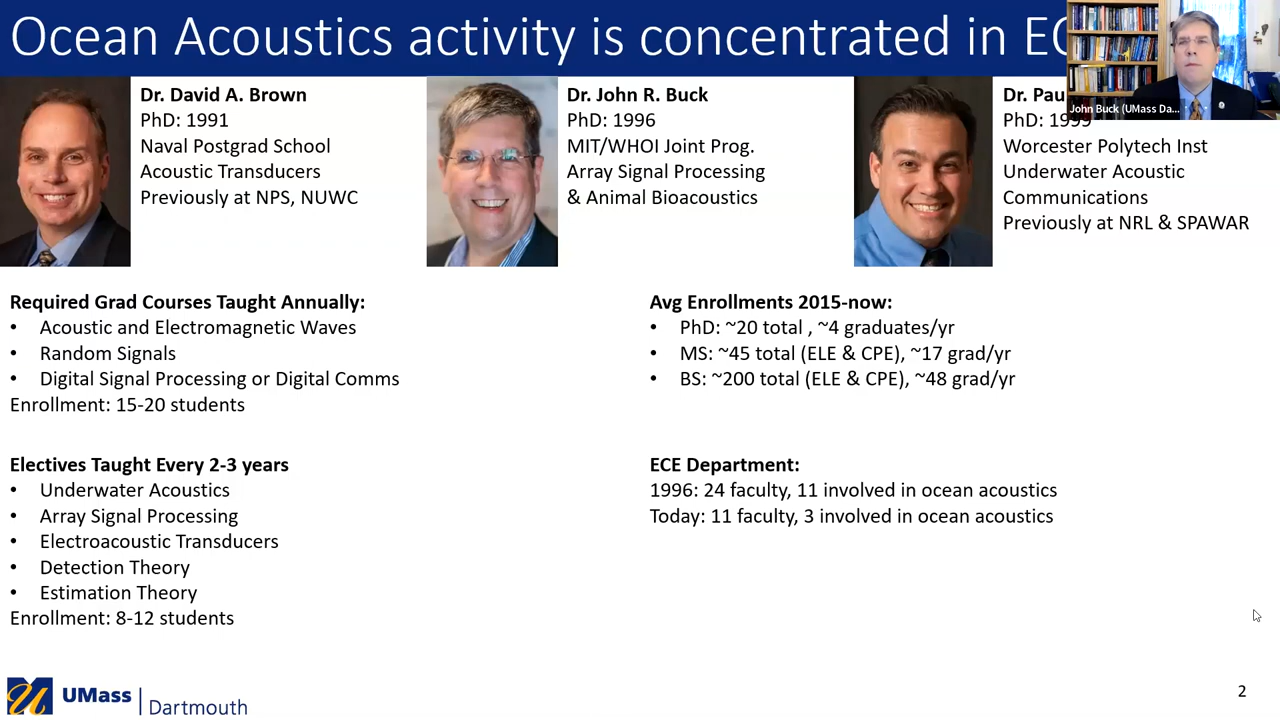 Ocean Acoustics activity is concentrated in EC
John Buck (UMass Da...
Dr. David A. Brown
PhD: 1991
Naval Postgrad School
Acoustic Transducers
Previously at NPS, NUWC
Dr. John R. Buck
PhD: 1996
MIT/WHOI Joint Prog.
Array Signal Processing
& Animal Bioacoustics
Dr. Pau
PhD: 1999
Worcester Polytech Inst
Underwater Acoustic
Communications
Previously at NRL & SPAWAR
Required Grad Courses Taught Annually:
• Acoustic and Electromagnetic Waves
• Random Signals
• Digital Signal Processing or Digital Comms
Enrollment: 15-20 students
Avg Enrollments 2015-now:
• PhD: ~20 total , ~4 graduates/yr
• MS: ~45 total (ELE & CPE), ~17 grad/yr
• BS: ~200 total (ELE & CPE), ~48 grad/yr
Electives Taught Every 2-3 years
• Underwater Acoustics
• Array Signal Processing
• Electroacoustic Transducers
• Detection Theory
• Estimation Theory
Enrollment: 8-12 students
ECE Department:
1996: 24 faculty, 11 involved in ocean acoustics
Today: 11 faculty, 3 involved in ocean acoustics
UMass
Dartmouth
2